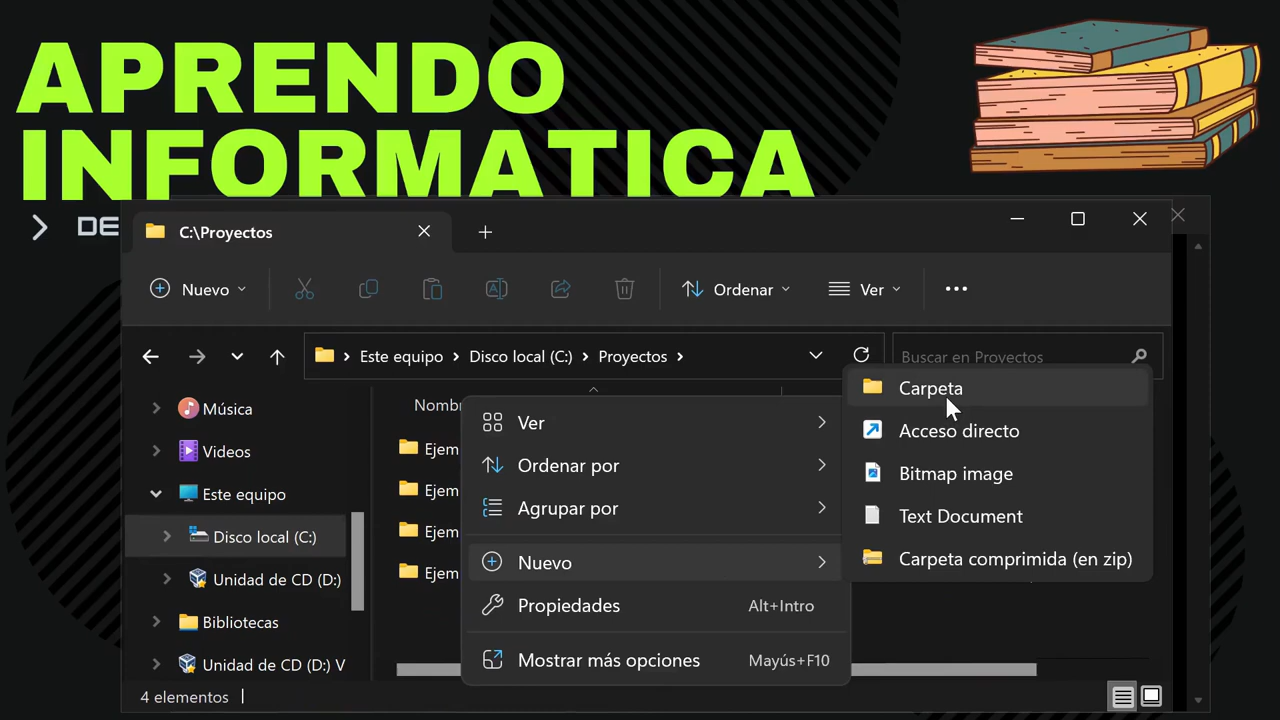 APRENDO
INFORMATICA
DE
C:\Proyectos
Nuevo
Ordenar
Ver
Este equipo
Disco local (C:)
Proyectos
Buscar en Proyectos
Música
Videos
Este equipo
Disco local (C:)
Unidad de CD (D:)
Bibliotecas
Unidad de CD (D:) V
Nomb
Ejem
Ejem
Ejem
Ejem
Ver
Ordenar por
Agrupar por
Nuevo
Propiedades Alt+Intro
Mostrar más opciones Mayús+F10
Carpeta
Acceso directo
Bitmap image
Text Document
Carpeta comprimida (en zip)
4 elementos